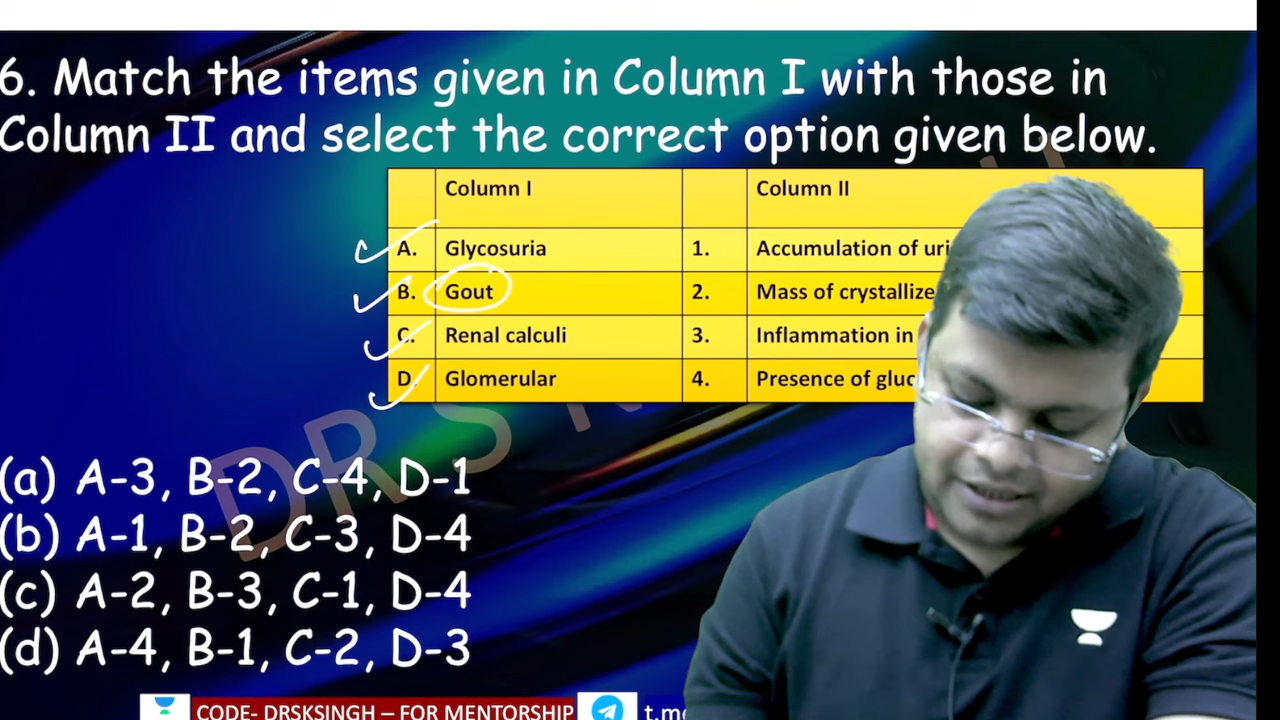 6. Match the items given in Column I with those in
Column II and select the correct option given below.
Column I Column II
A. Glycosuria 1. Accumulation of uri
B. Gout 2. Mass of crystallize
C. Renal calculi 3. Inflammation in
D. Glomerular 4. Presence of gluc
DR S
(a) A-3, B-2, C-4, D-1
(b) A-1, B-2, C-3, D-4
(c) A-2, B-3, C-1, D-4
(d) A-4, B-1, C-2, D-3
CODE- DRSKSINGH – FOR MENTORSHIP t.me